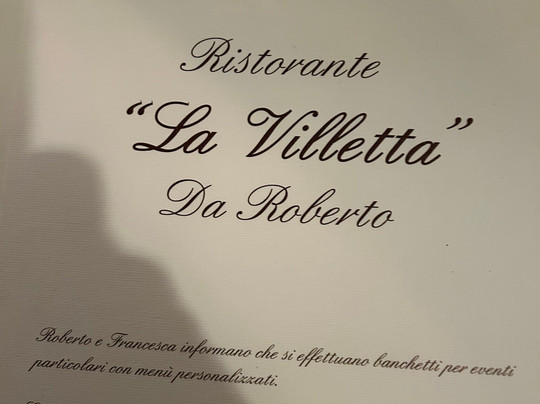 Ristorante
“La Villetta”
Da Roberto
Roberto e Francesca informano che si effettuano banchetti per eventi
particolari con menù personalizzati.